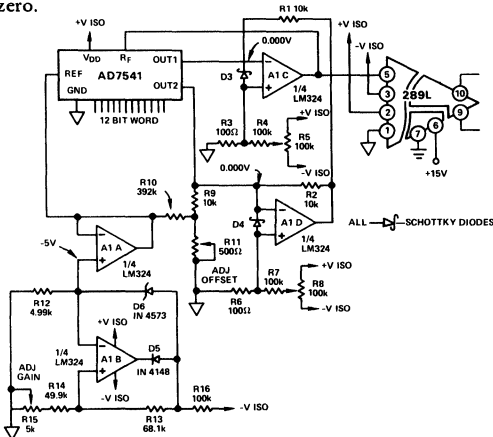 zero.
R1 10k
+V ISO
+V ISO
-V ISO
0.000V
VDD
RF
OUT1
REF
AD7541
OUT2
GND
D3
A1 C
1/4
LM324
12 BIT WORD
5
3
2
1
289L
10
9
7
6
+15V
R3
100Ω
R4
100k
+V ISO
R5
100k
-V ISO
0.000V
R10
392k
R9
10k
R2
10k
D4
A1 D
1/4
LM324
ALL
SCHOTTKY DIODES
-5V
A1 A
1/4
LM324
R11
500Ω
ADJ
OFFSET
R6
100Ω
R7
100k
+V ISO
R8
100k
-V ISO
R12
4.99k
D6
IN 4573
+V ISO
1/4
LM324
A1 B
D5
IN 4148
-V ISO
ADJ
GAIN
R14
49.9k
R15
5k
R13
68.1k
R16
100k
-V ISO